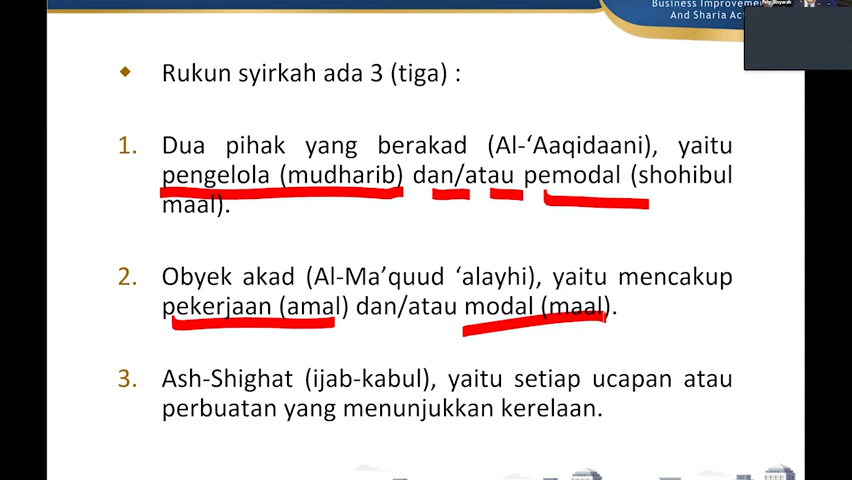 Business Improvement
And Sharia
Rukun syirkah ada 3 (tiga) :
1. Dua pihak yang berakad (Al-‘Aaqidaani), yaitu
pengelola (mudharib) dan/atau pemodal (shohibul
maal).
2. Obyek akad (Al-Ma’quud ‘alayhi), yaitu mencakup
pekerjaan (amal) dan/atau modal (maal).
3. Ash-Shighat (ijab-kabul), yaitu setiap ucapan atau
perbuatan yang menunjukkan kerelaan.